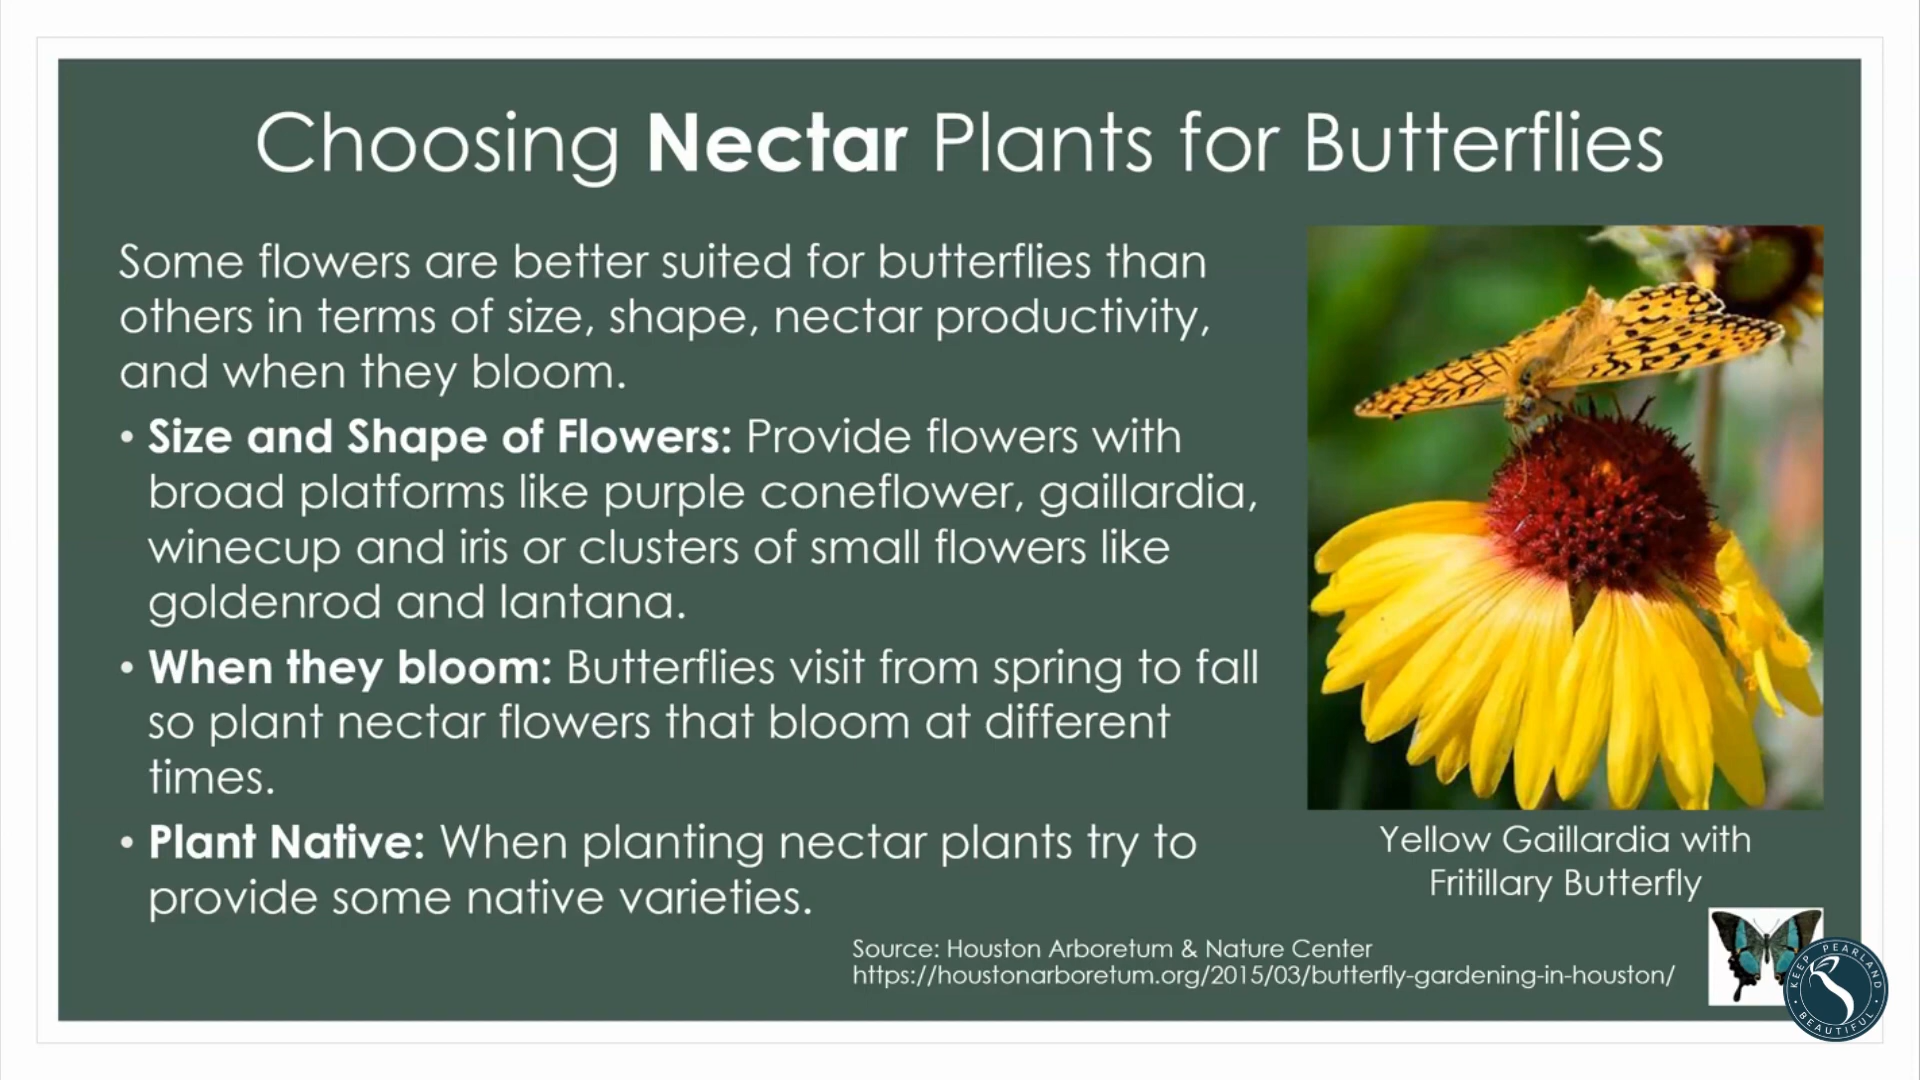 Choosing Nectar Plants for Butterflies
Some flowers are better suited for butterflies than
others in terms of size, shape, nectar productivity,
and when they bloom.
• Size and Shape of Flowers: Provide flowers with
broad platforms like purple coneflower, gaillardia,
winecup and iris or clusters of small flowers like
goldenrod and lantana.
• When they bloom: Butterflies visit from spring to fall
so plant nectar flowers that bloom at different
times.
• Plant Native: When planting nectar plants try to
provide some native varieties.
Yellow Gaillardia with
Fritillary Butterfly
Source: Houston Arboretum & Nature Center
https://houstonarboretum.org/2015/03/butterfly-gardening-in-houston/
KEEP PEARLAND
BEAUTIFUL